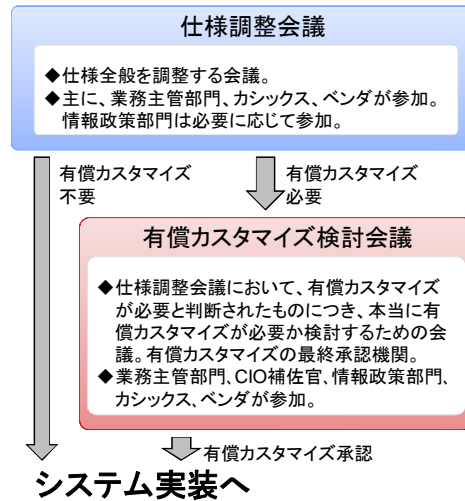 仕様調整会議
◆仕様全般を調整する会議。
◆主に、業務主管部門、カシックス、ベンダが参加。
情報政策部門は必要に応じて参加。
有償カスタマイズ
不要
有償カスタマイズ
必要
有償カスタマイズ検討会議
◆仕様調整会議において、有償カスタマイズ
が必要と判断されたものにつき、本当に有
償カスタマイズが必要か検討するための会
議。有償カスタマイズの最終承認機関。
◆業務主管部門、CIO補佐官、情報政策部門、
カシックス、ベンダが参加。
有償カスタマイズ承認
システム実装へ